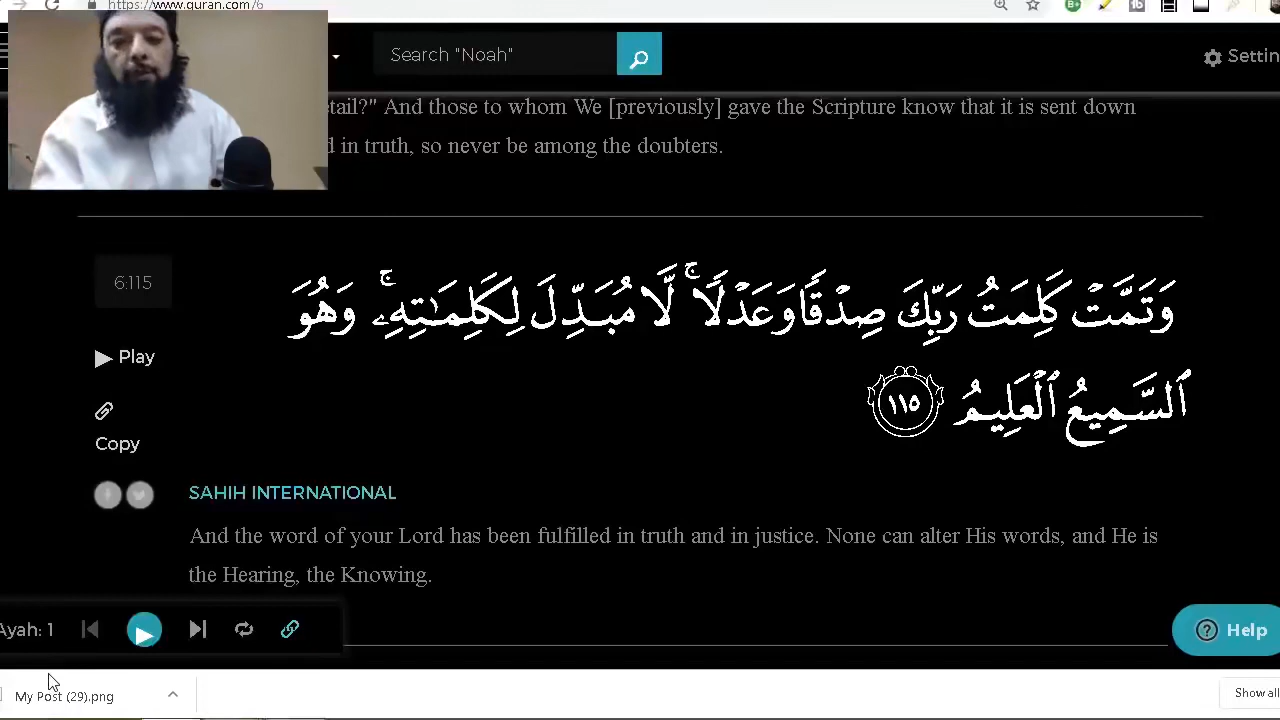 https://www.quran.com/6
Search "Noah"
Settin
etail?" And those to whom We [previously] gave the Scripture know that it is sent down
d in truth, so never be among the doubters.
6:115
وَتَمَّتْ كَلِمَتُ رَبِّكَ صِدْقًا وَعَدْلًا ۚ لَّا مُبَدِّلَ لِكَلِمَـٰتِهِۦ ۚ وَهُوَ
ٱلسَّمِيعُ ٱلْعَلِيمُ ١١٥
Play
Copy
SAHIH INTERNATIONAL
And the word of your Lord has been fulfilled in truth and in justice. None can alter His words, and He is
the Hearing, the Knowing.
Ayah: 1
Help
My Post (29).png
Show all